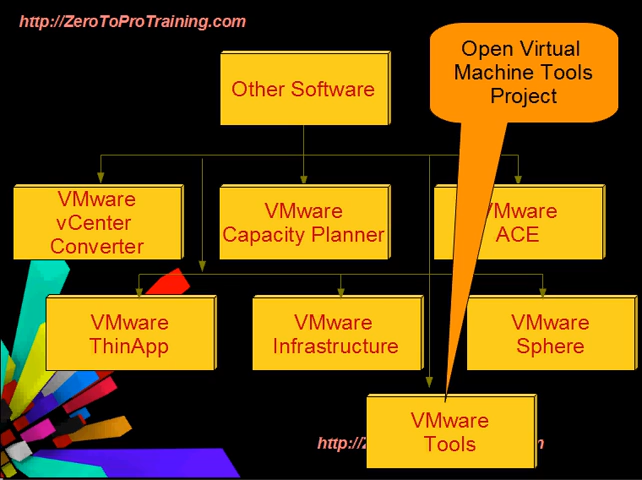 http://ZeroToProTraining.com
Open Virtual
Machine Tools
Project
Other Software
VMware
vCenter
Converter
VMware
Capacity Planner
VMware
ACE
VMware
ThinApp
VMware
Infrastructure
VMware
Sphere
VMware
Tools